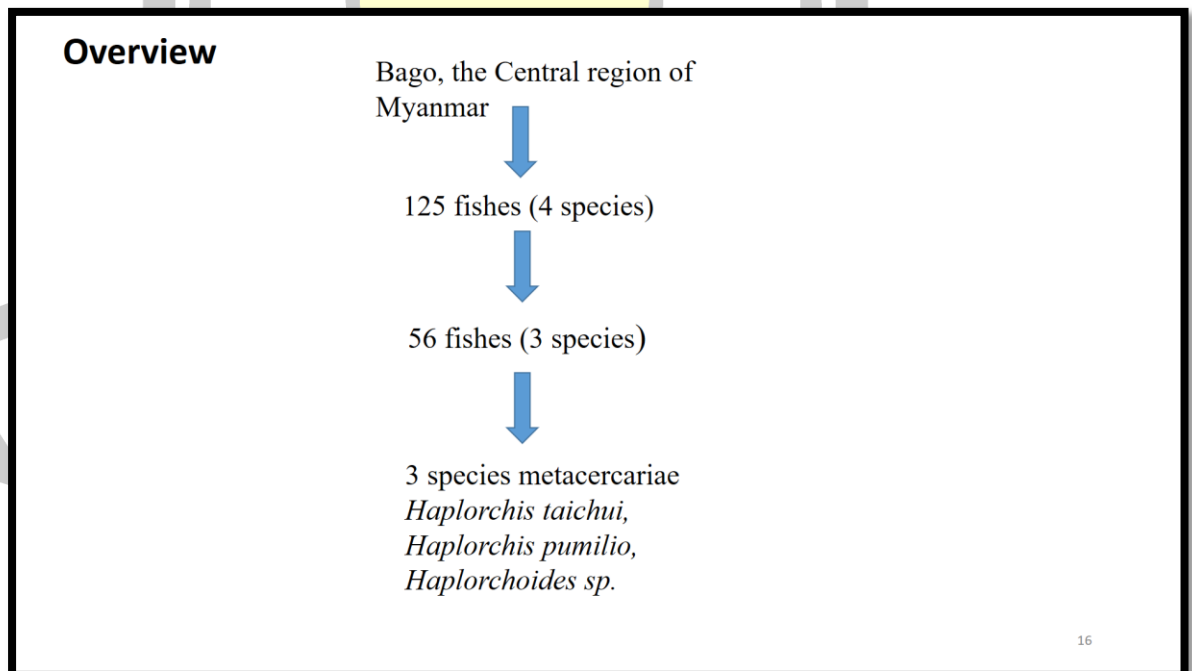 Overview
Bago, the Central region of
Myanmar
125 fishes (4 species)
56 fishes (3 species)
3 species metacercariae
Haplorchis taichui,
Haplorchis pumilio,
Haplorchoides sp.
16